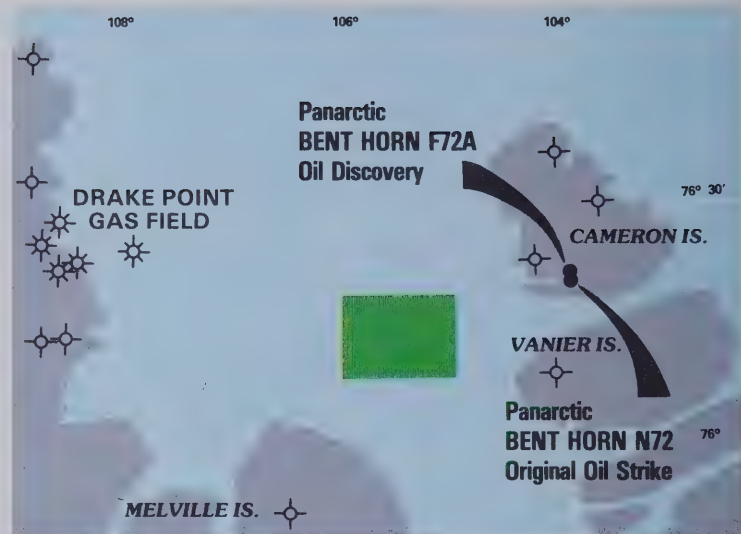 108°
106°
104°
Panarctic
BENT HORN F72A
Oil Discovery
76° 30'
DRAKE POINT
GAS FIELD
CAMERON IS.
VANIER IS.
Panarctic
BENT HORN N72
Original Oil Strike
76°
MELVILLE IS.